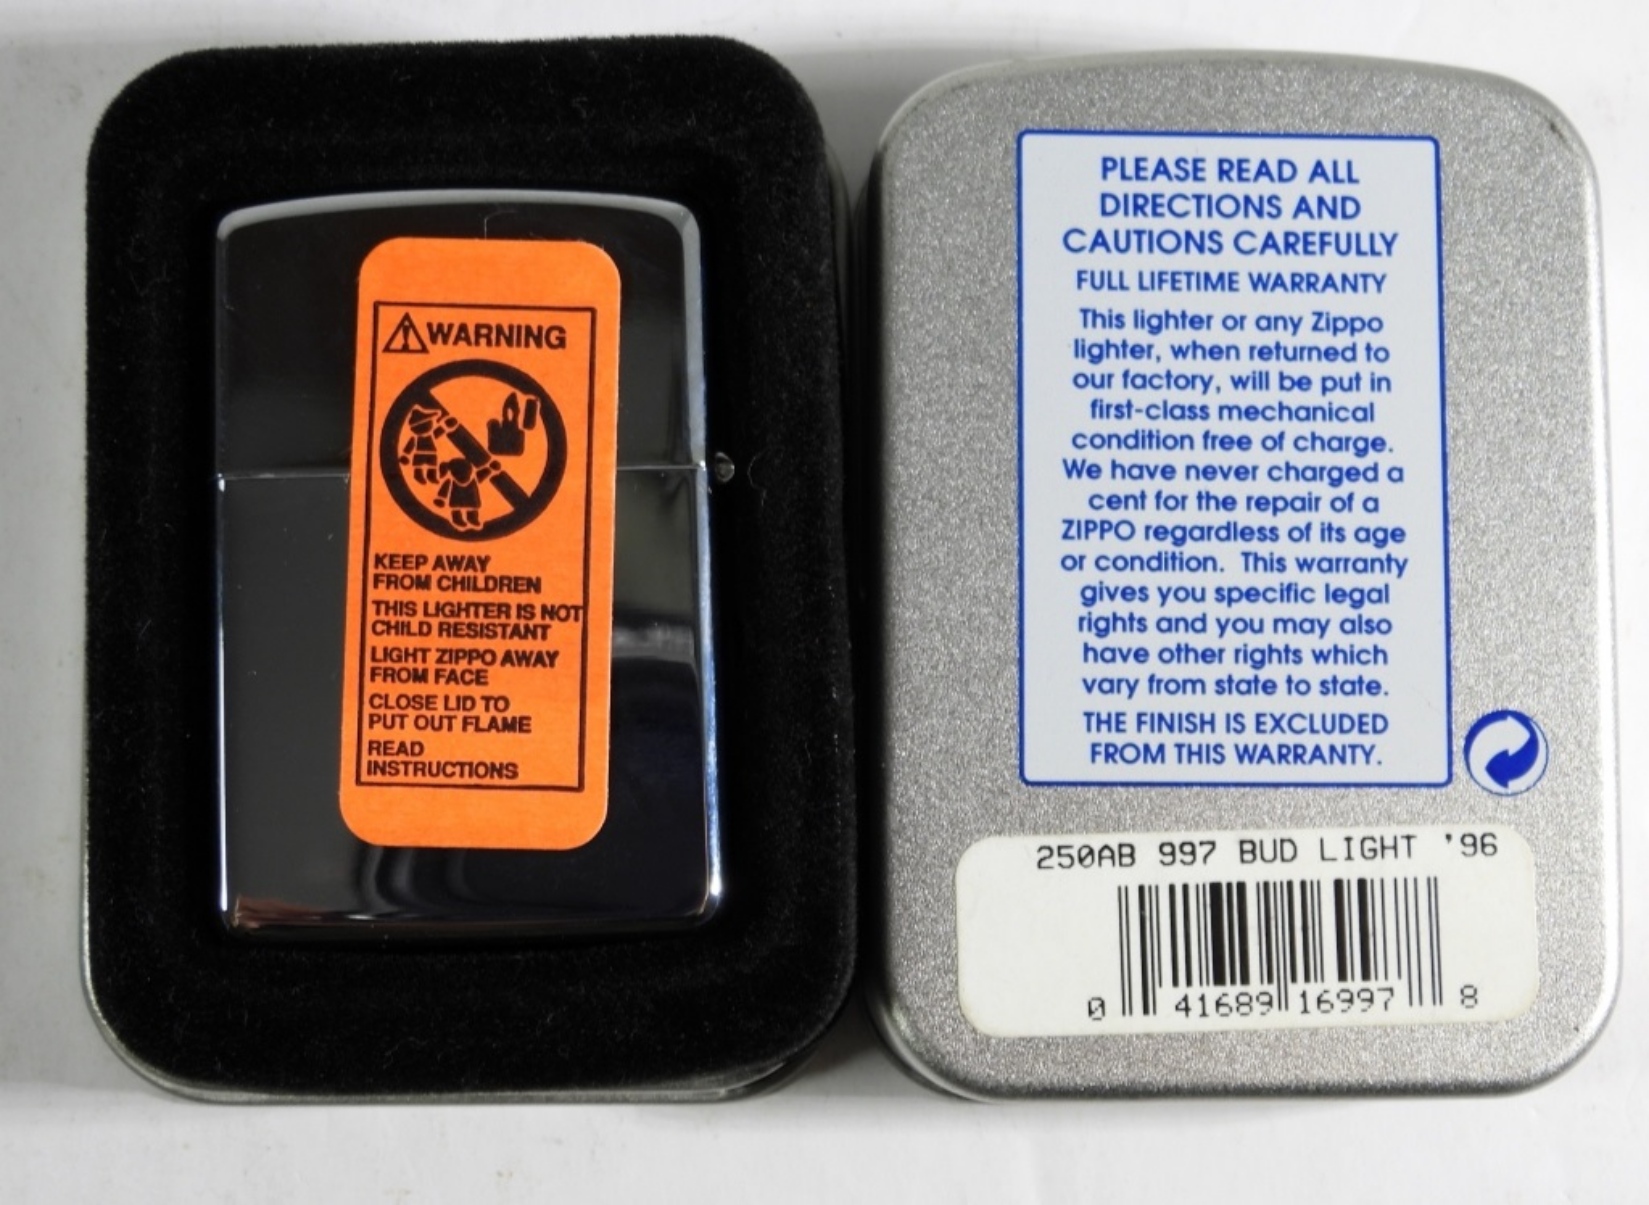 WARNING
KEEP AWAY
FROM CHILDREN
THIS LIGHTER IS NOT
CHILD RESISTANT
LIGHT ZIPPO AWAY
FROM FACE
CLOSE LID TO
PUT OUT FLAME
READ
INSTRUCTIONS
PLEASE READ ALL
DIRECTIONS AND
CAUTIONS CAREFULLY
FULL LIFETIME WARRANTY
This lighter or any Zippo
lighter, when returned to
our factory, will be put in
first-class mechanical
condition free of charge.
We have never charged a
cent for the repair of a
ZIPPO regardless of its age
or condition. This warranty
gives you specific legal
rights and you may also
have other rights which
vary from state to state.
THE FINISH IS EXCLUDED
FROM THIS WARRANTY.
250AB 997 BUD LIGHT '96
0 41689 16997 8